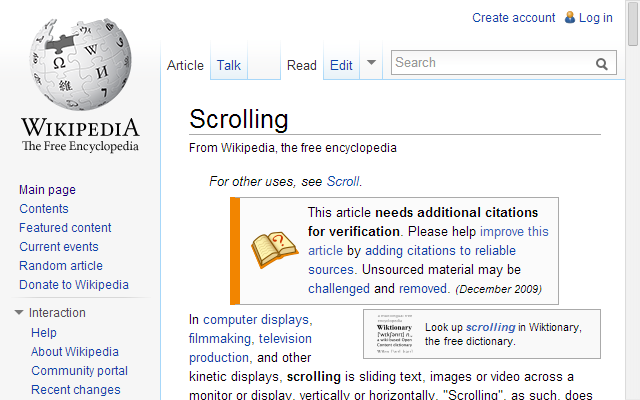 Create account Log in
Article Talk Read Edit Search
WIKIPEDIA
The Free Encyclopedia
Main page
Contents
Featured content
Current events
Random article
Donate to Wikipedia
Interaction
Help
About Wikipedia
Community portal
Recent changes
Scrolling
From Wikipedia, the free encyclopedia
For other uses, see Scroll.
This article needs additional citations
for verification. Please help improve this
article by adding citations to reliable
sources. Unsourced material may be
challenged and removed. (December 2009)
Wiktionary
Look up scrolling in Wiktionary,
the free dictionary.
In computer displays,
filmmaking, television
production, and other
kinetic displays, scrolling is sliding text, images or video across a
monitor or display, vertically or horizontally. "Scrolling", as such, does